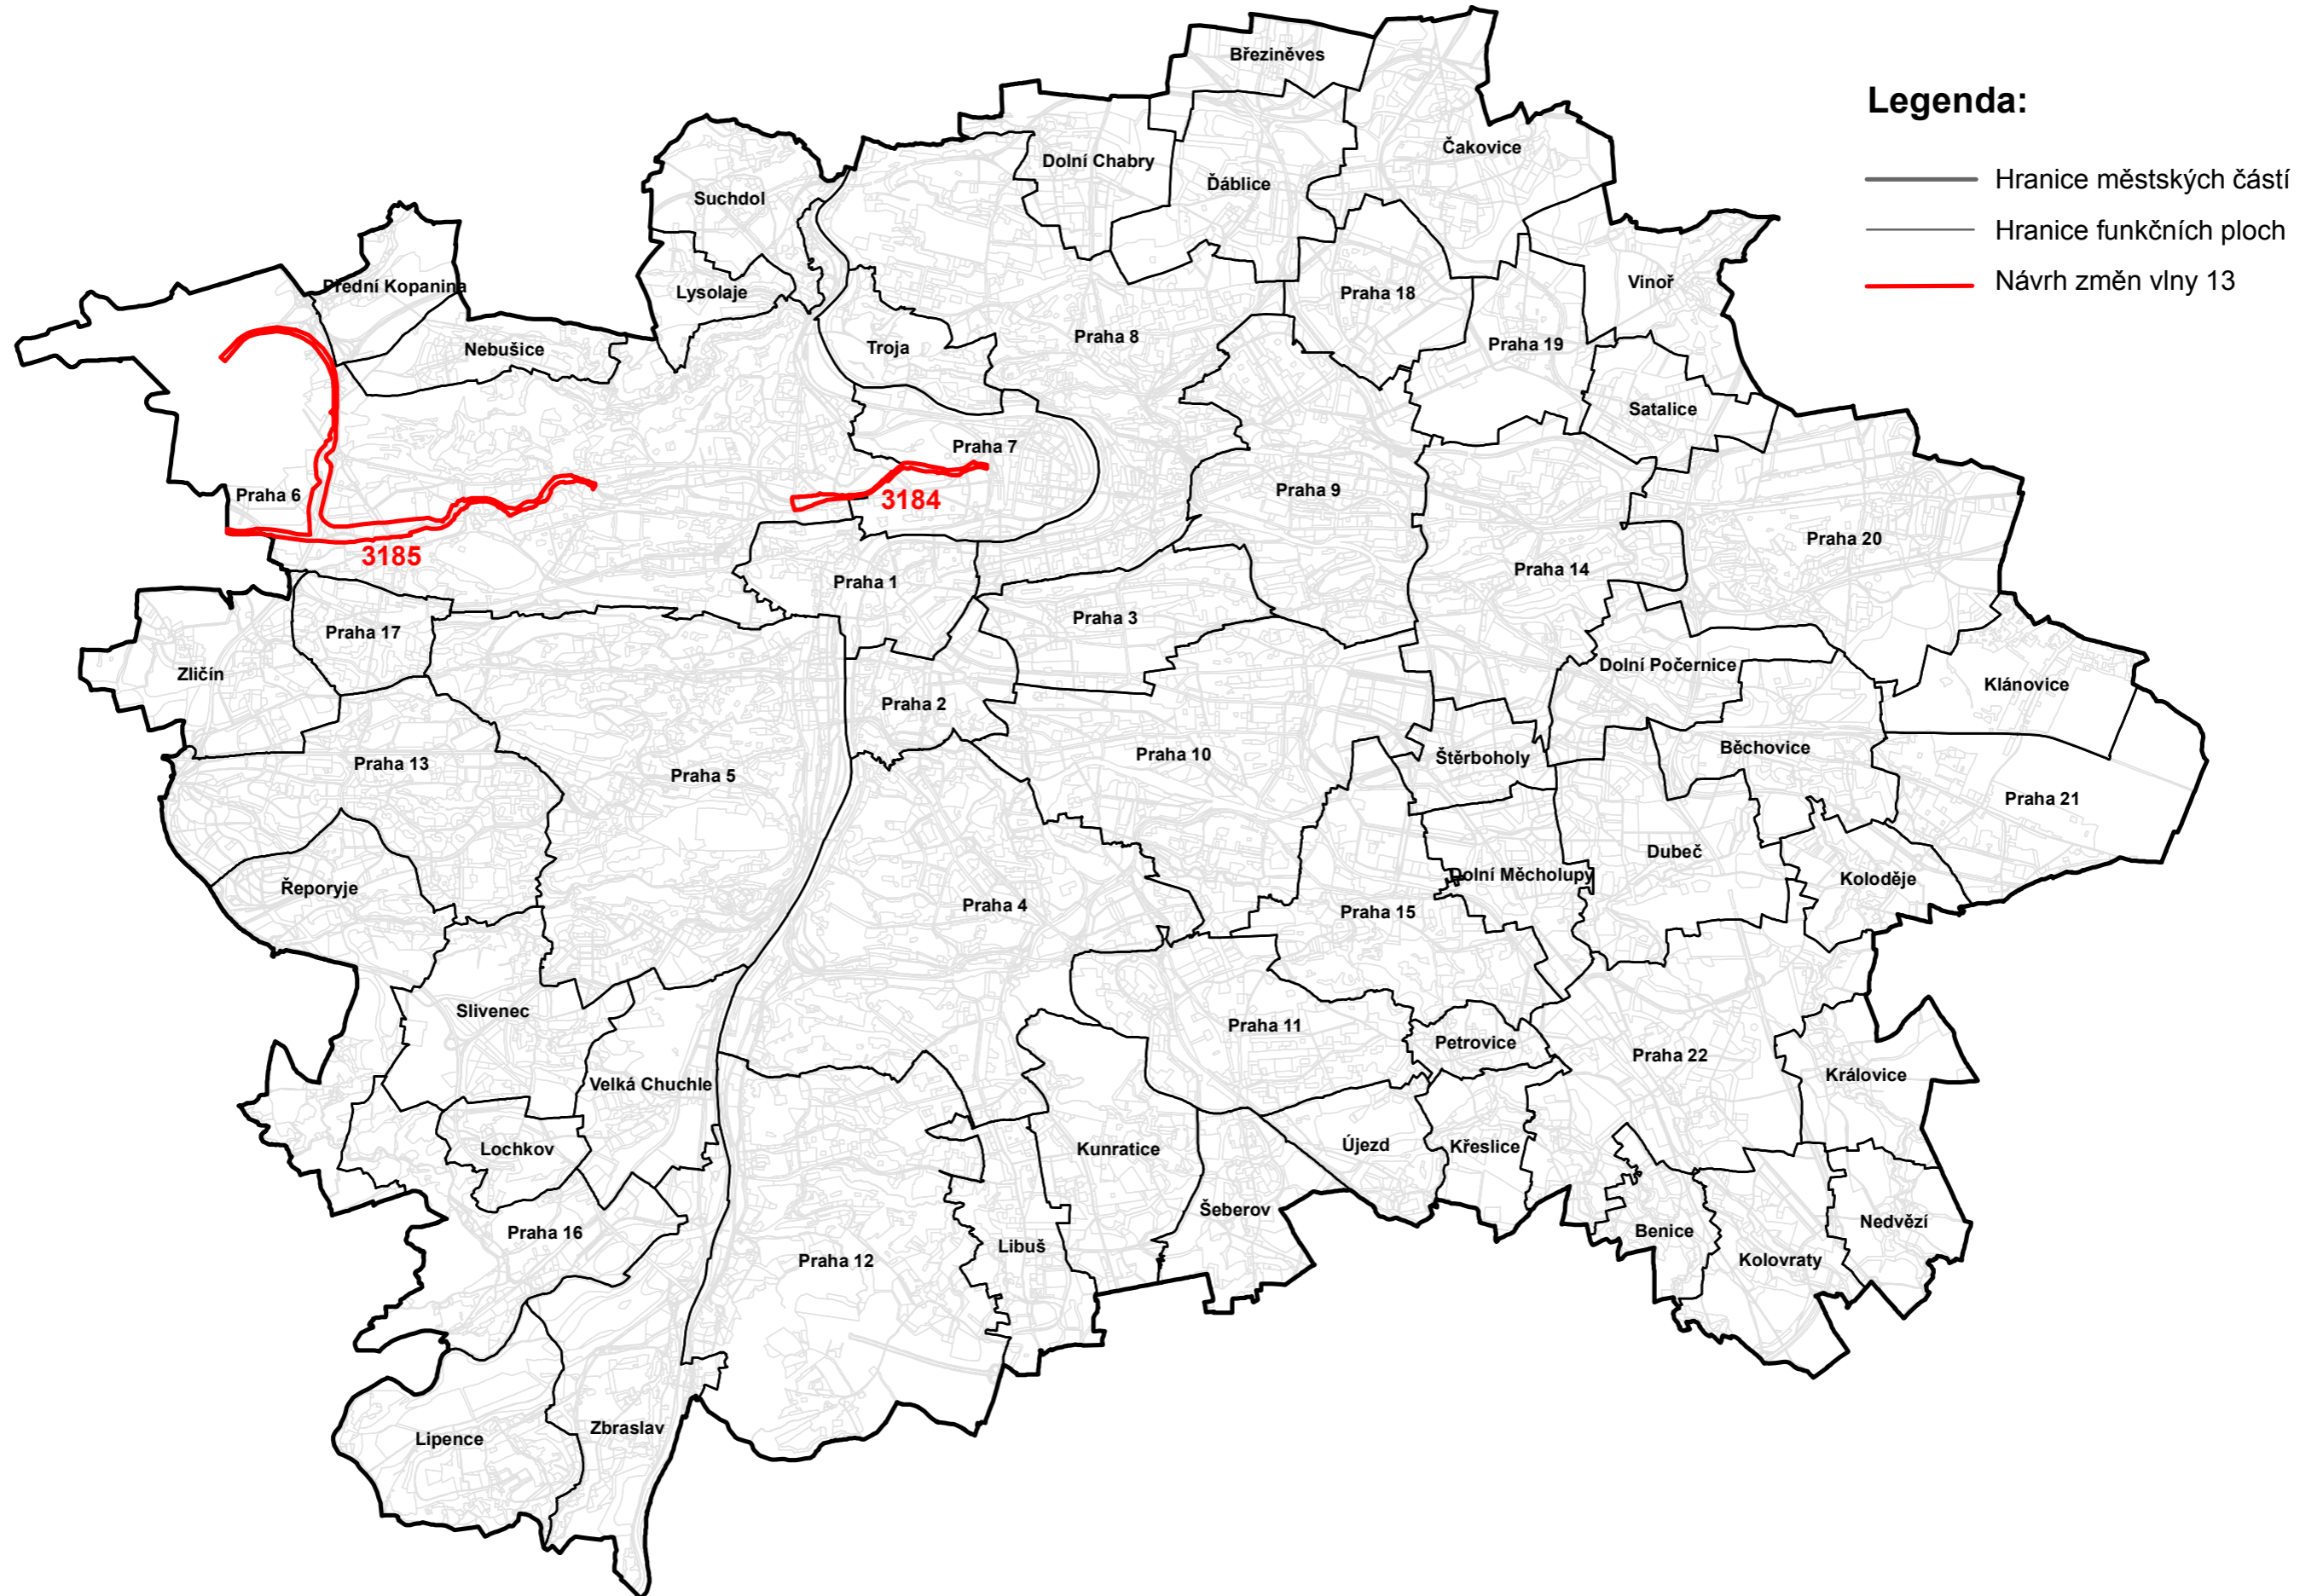 Březiněves
Legenda:
Dolní Chabry
Čakovice
Ďáblice
Hranice městských částí
Suchdol
Hranice funkčních ploch
Přední Kopanina
Lysolaje
Praha 18
Vinoř
Návrh změn vlny 13
Nebušice
Troja
Praha 8
Praha 19
Satalice
Praha 7
Praha 6
3184
Praha 9
3185
Praha 20
Praha 1
Praha 14
Praha 3
Praha 17
Zličín
Dolní Počernice
Klánovice
Praha 2
Praha 13
Praha 5
Praha 10
Štěrboholy
Běchovice
Praha 21
Řeporyje
Dubeč
Dolní Měcholupy
Koloděje
Praha 4
Praha 15
Slivenec
Praha 11
Petrovice
Praha 22
Velká Chuchle
Královice
Lochkov
Kunratice
Újezd
Křeslice
Šeberov
Praha 16
Libuš
Benice
Nedvězí
Praha 12
Kolovraty
Zbraslav
Lipence